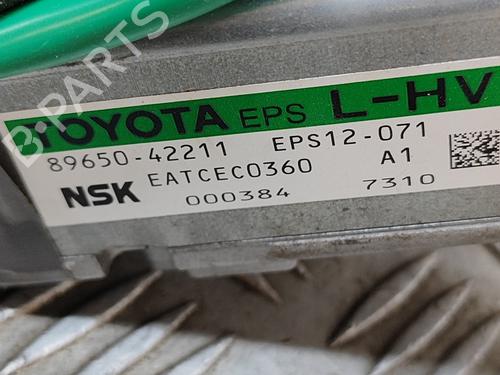 B-PARTS
TOYOTA EPS L-HV
89650-42211 EPS12-071
NSK EATCEC0360 A1
000384 7310